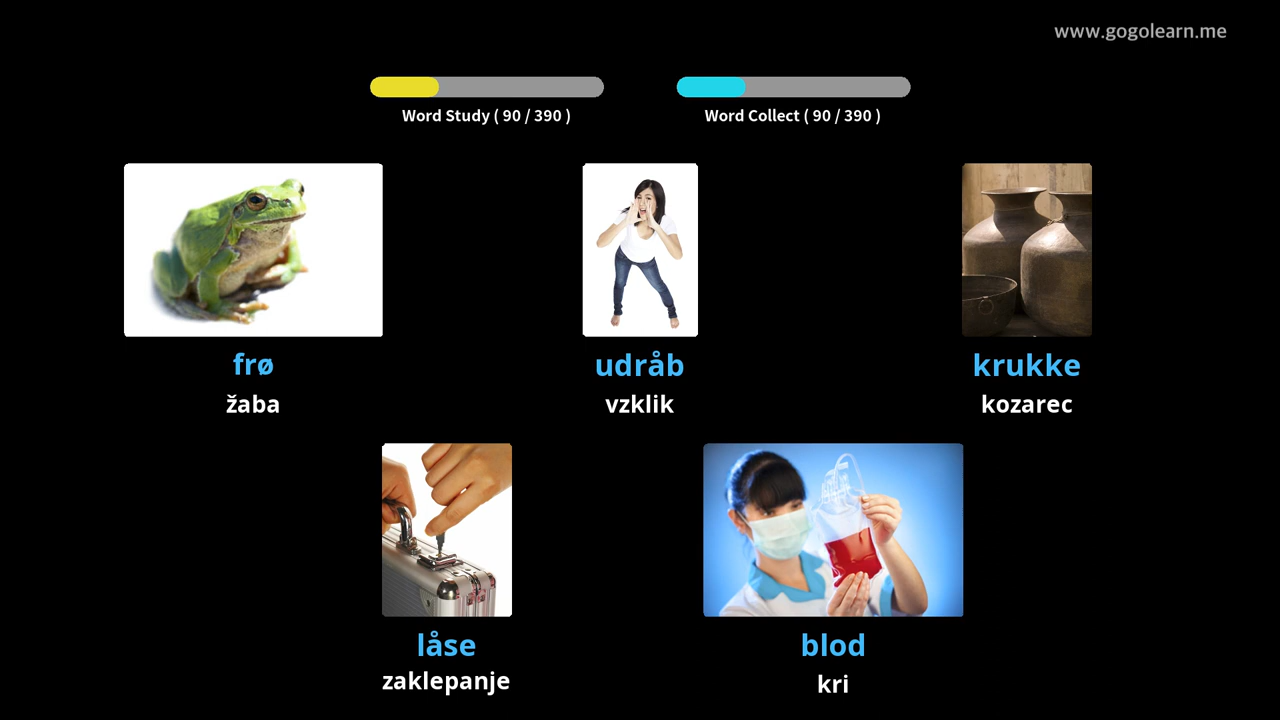 www.gogolearn.me
Word Study ( 90 / 390 )
Word Collect ( 90 / 390 )
frø
udråb
krukke
žaba
vzklik
kozarec
låse
blod
zaklepanje
kri